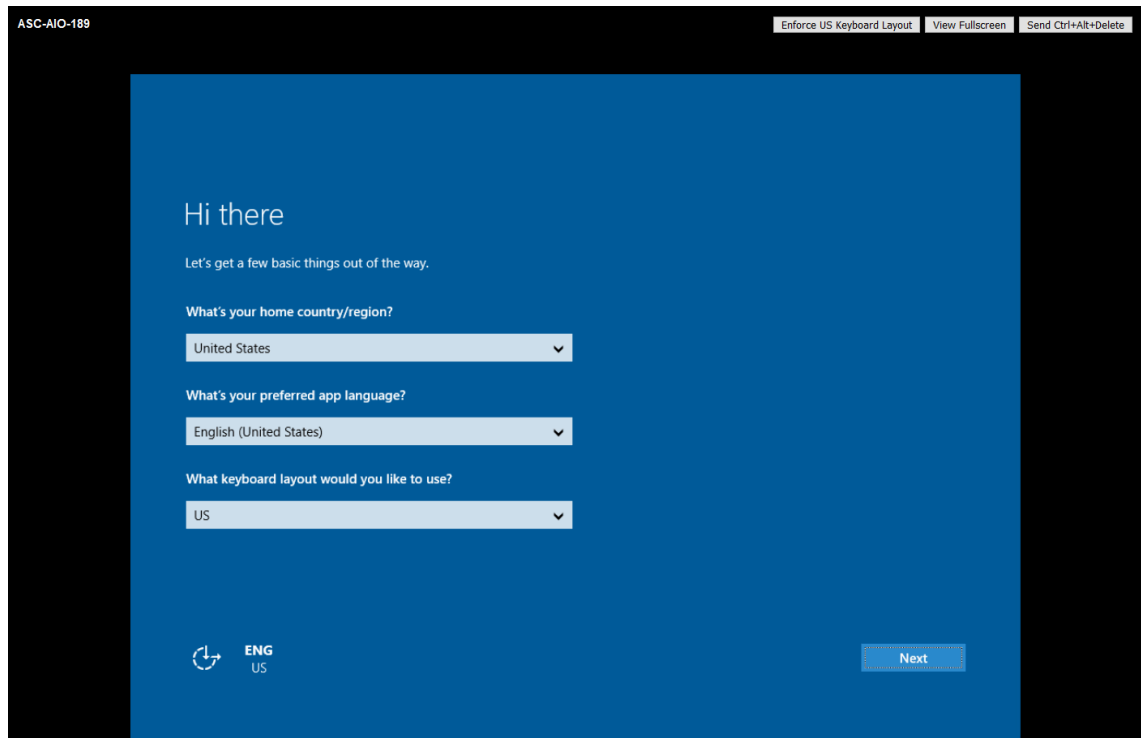 ASC-AIO-189
Enforce US Keyboard Layout
View Fullscreen
Send Ctrl+Alt+Delete
Hi there
Let's get a few basic things out of the way.
What's your home country/region?
United States
What's your preferred app language?
English (United States)
What keyboard layout would you like to use?
US
ENG
US
Next